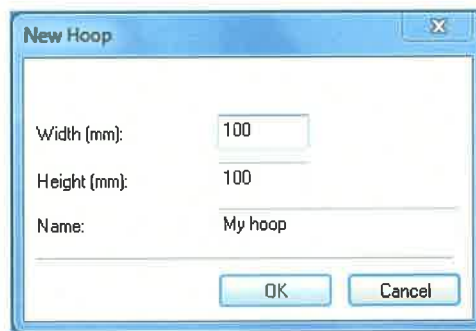 New Hoop
Width (mm): 100
Height (mm): 100
Name: My hoop
OK Cancel